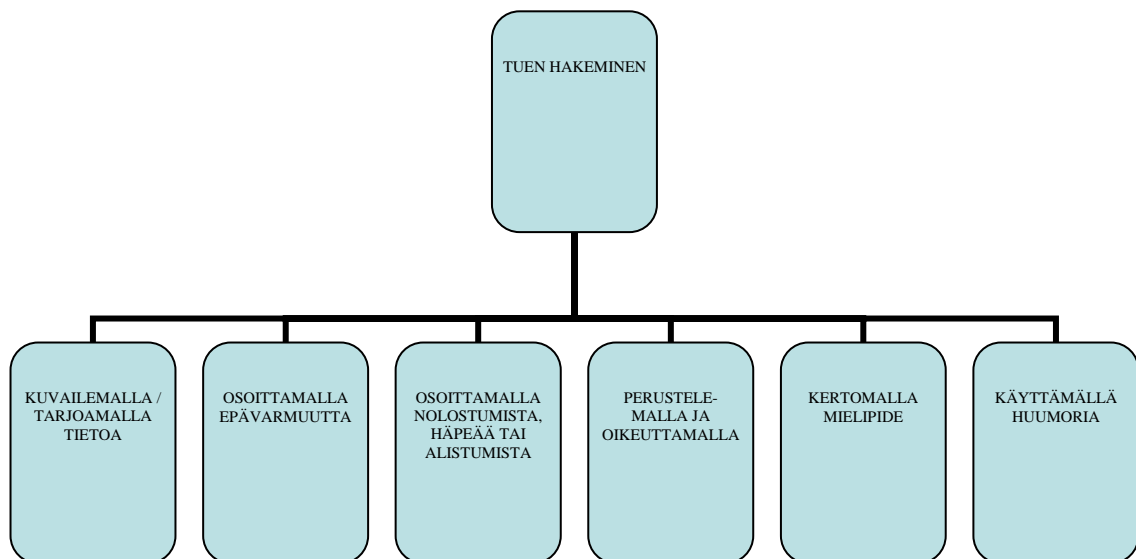 TUEN HAKEMINEN
KUVAILEMALLA /
TARJOAMALLA
TIETOA
OSOITTAMALLA
EPÄVARMUUTTA
OSOITTAMALLA
NOLOSTUMISTA,
HÄPEÄÄ TAI
ALISTUMISTA
PERUSTELE-
MALLA JA
OIKEUTTAMALLA
KERTOMALLA
MIELIPIDE
KÄYTTÄMÄLLÄ
HUUMORIA